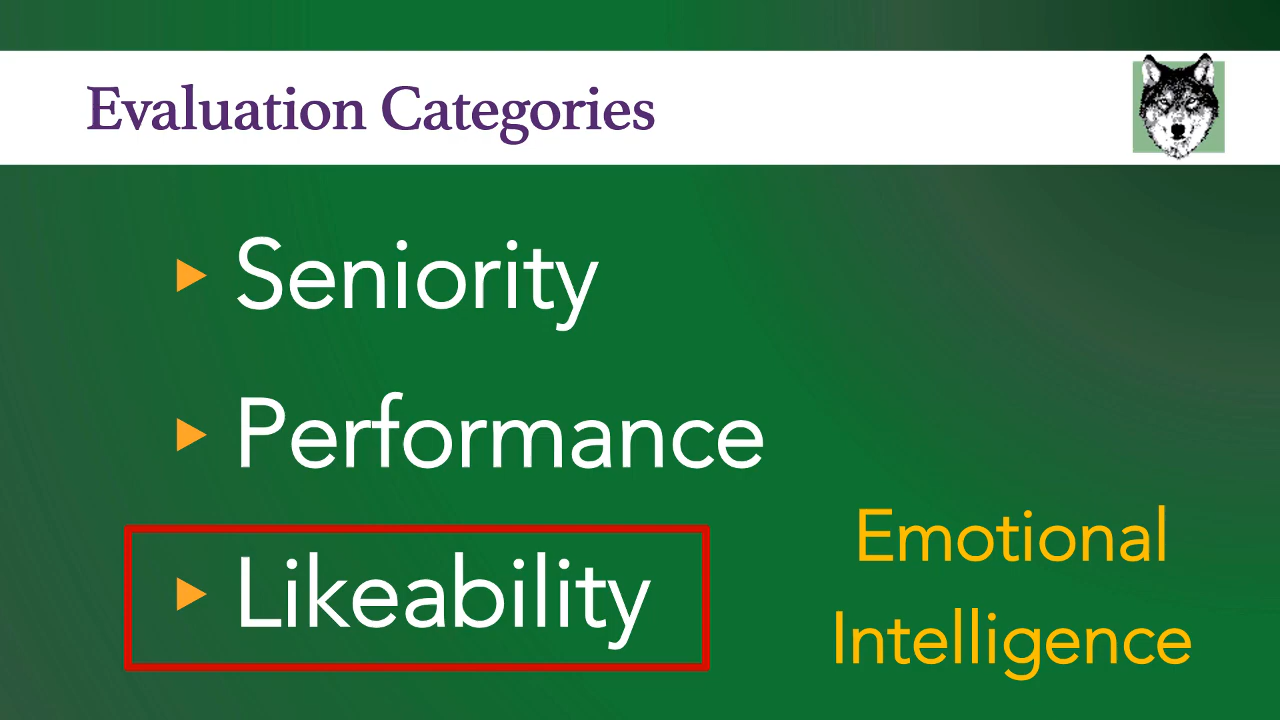 Evaluation Categories
Seniority
Performance
Likeability
Emotional
Intelligence